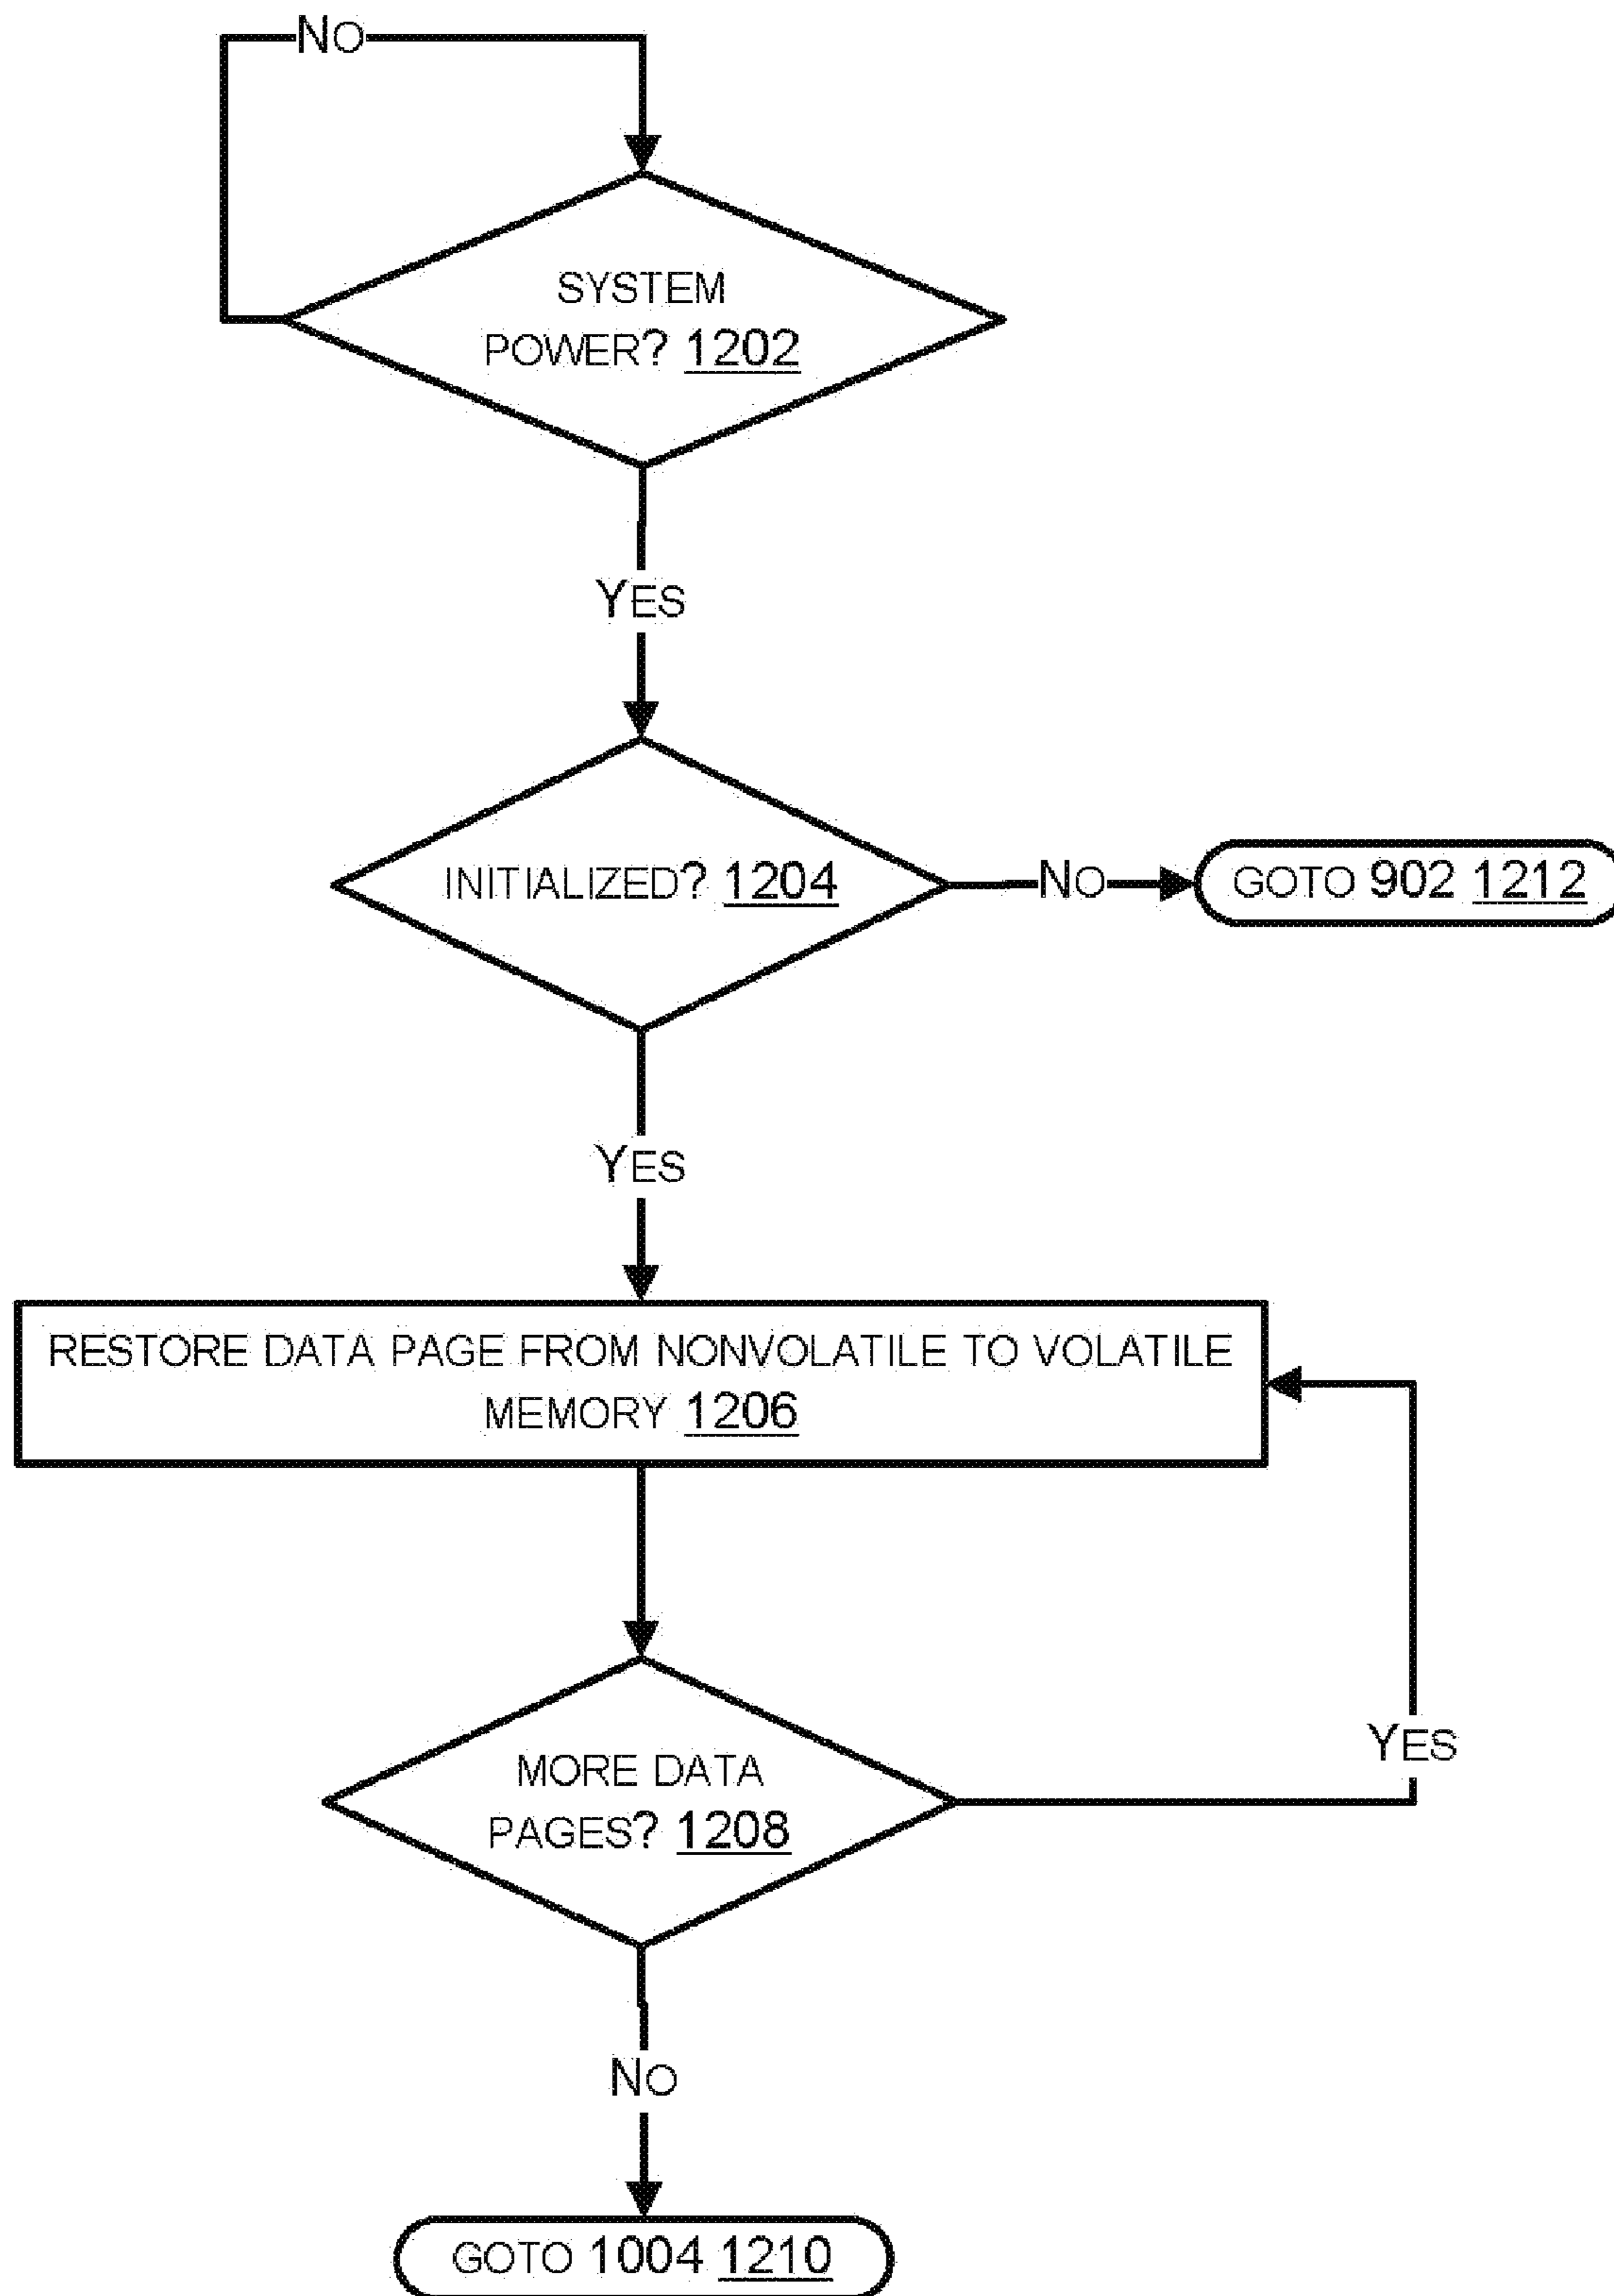 NO
SYSTEM
POWER? 1202
YES
INITIALIZED? 1204
NO
GOTO 902 1212
YES
RESTORE DATA PAGE FROM NONVOLATILE TO VOLATILE
MEMORY 1206
MORE DATA
PAGES? 1208
YES
NO
GOTO 1004 1210